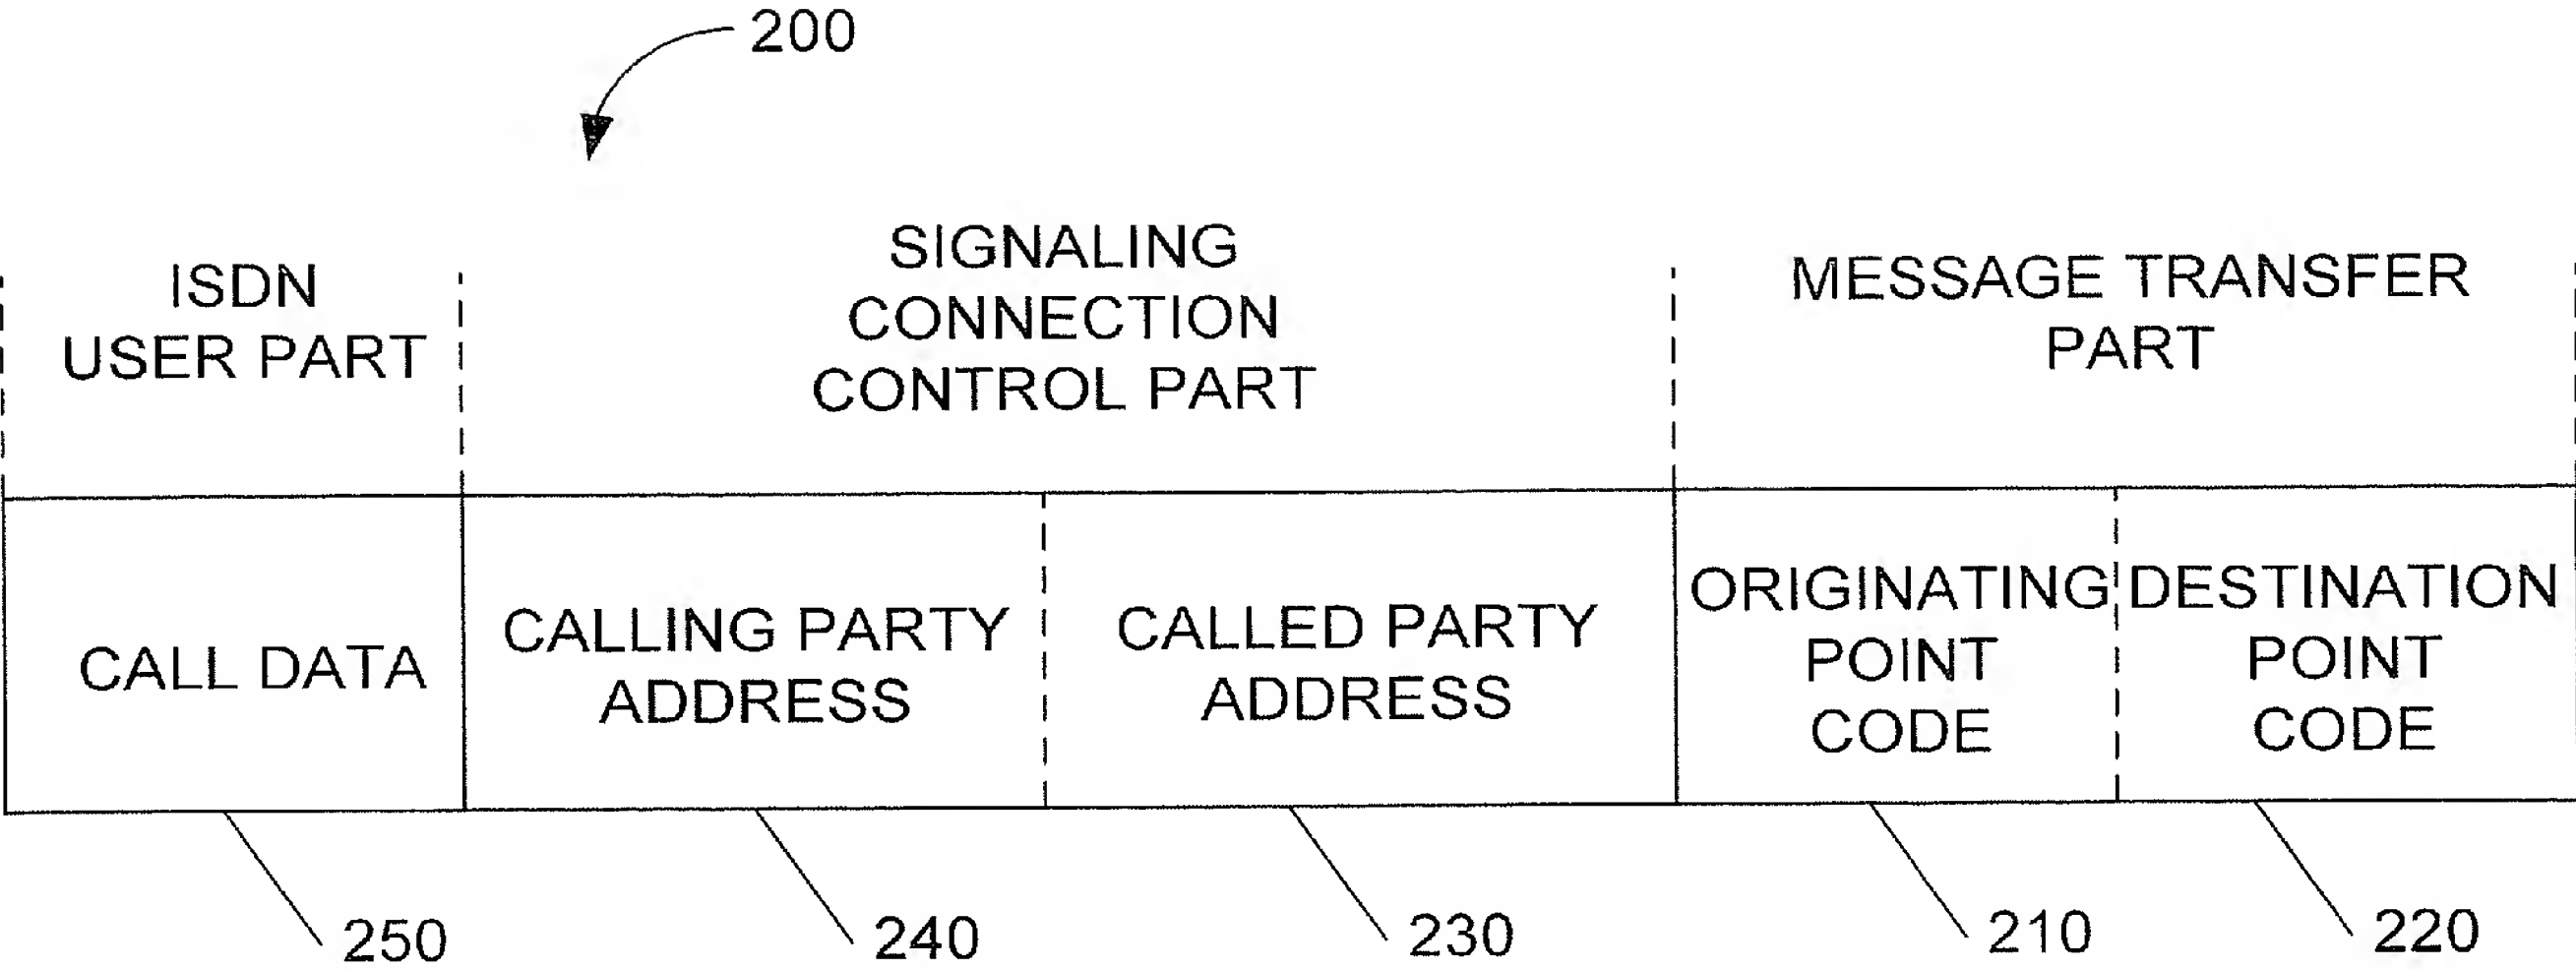 200
ISDN
USER PART
SIGNALING
CONNECTION
CONTROL PART
MESSAGE TRANSFER
PART
CALL DATA
CALLING PARTY
ADDRESS
CALLED PARTY
ADDRESS
ORIGINATING
POINT
CODE
DESTINATION
POINT
CODE
250
240
230
210
220